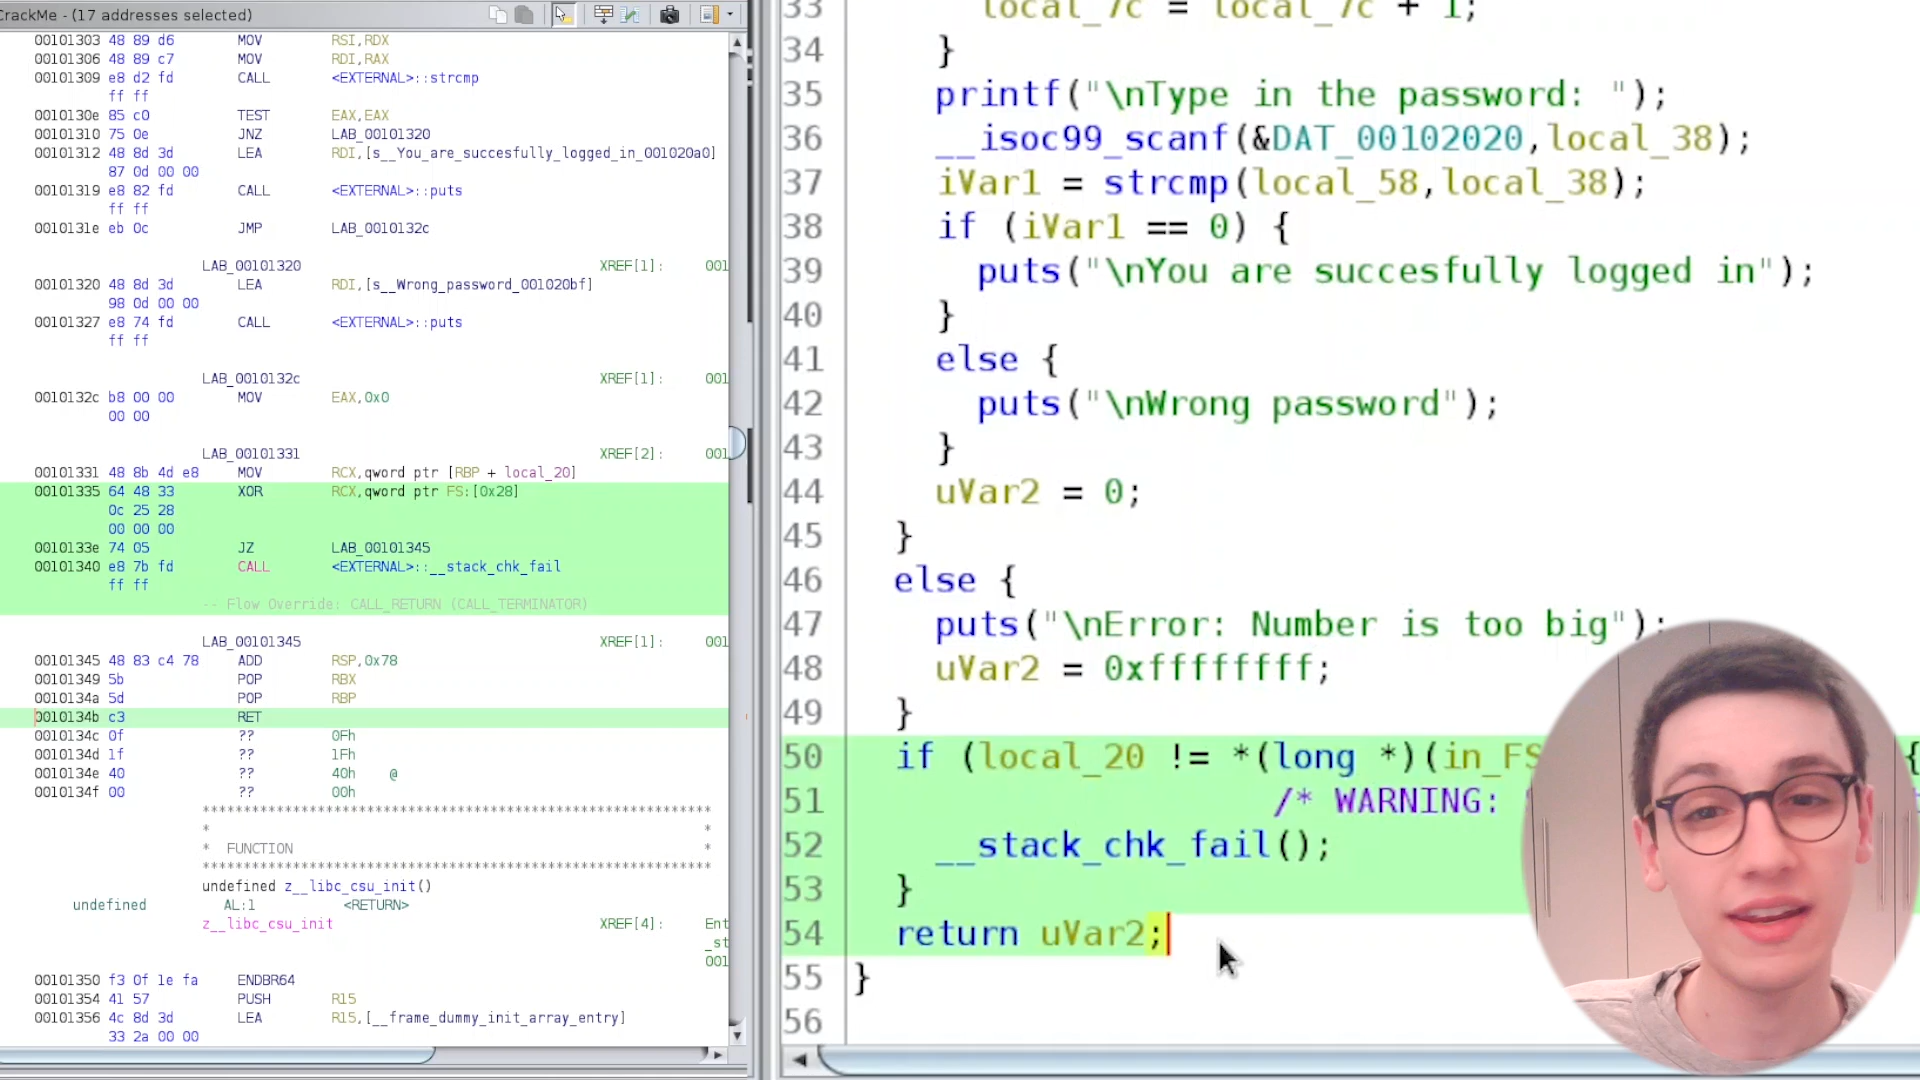 CrackMe - (17 addresses selected)
00101303 48 89 d6 MOV RSI,RDX
00101306 48 89 c7 MOV RDI,RAX
00101309 e8 d2 fd CALL <EXTERNAL>::strcmp
ff ff
0010130e 85 c0 TEST EAX,EAX
00101310 75 0e JNZ LAB_00101320
00101312 48 8d 3d LEA RDI,[s__You_are_succesfully_logged_in_001020a0]
87 0d 00 00
00101319 e8 82 fd CALL <EXTERNAL>::puts
ff ff
0010131e eb 0c JMP LAB_0010132c
LAB_00101320 XREF[1]: 001
00101320 48 8d 3d LEA RDI,[s__Wrong_password_001020bf]
98 0d 00 00
00101327 e8 74 fd CALL <EXTERNAL>::puts
ff ff
LAB_0010132c XREF[1]: 001
0010132c b8 00 00 MOV EAX,0x0
00 00
LAB_00101331 XREF[2]: 001
00101331 48 8b 4d e8 MOV RCX,qword ptr [RBP + local_20]
00101335 64 48 33 XOR RCX,qword ptr FS:[0x28]
0c 25 28
00 00 00
0010133e 74 05 JZ LAB_00101345
00101340 e8 7b fd CALL <EXTERNAL>::__stack_chk_fail
ff ff
-- Flow Override: CALL_RETURN (CALL_TERMINATOR)
LAB_00101345 XREF[1]: 001
00101345 48 83 c4 78 ADD RSP,0x78
00101349 5b POP RBX
0010134a 5d POP RBP
0010134b c3 RET
0010134c 0f ?? 0Fh
0010134d 1f ?? 1Fh
0010134e 40 ?? 40h @
0010134f 00 ?? 00h
**************************************************************
* *
* FUNCTION *
**************************************************************
undefined z__libc_csu_init()
undefined AL:1 <RETURN>
z__libc_csu_init XREF[4]: Ent
_st
001
00101350 f3 0f 1e fa ENDBR64
00101354 41 57 PUSH R15
00101356 4c 8d 3d LEA R15,[__frame_dummy_init_array_entry]
33 2a 00 00
33 local_7c = local_7c + 1;
34 }
35 printf("\nType in the password: ");
36 __isoc99_scanf(&DAT_00102020,local_38);
37 iVar1 = strcmp(local_58,local_38);
38 if (iVar1 == 0) {
39 puts("\nYou are succesfully logged in");
40 }
41 else {
42 puts("\nWrong password");
43 }
44 uVar2 = 0;
45 }
46 else {
47 puts("\nError: Number is too big");
48 uVar2 = 0xffffffff;
49 }
50 if (local_20 != *(long *)(in_FS {
51 /* WARNING:
52 __stack_chk_fail();
53 }
54 return uVar2;
55 }
56